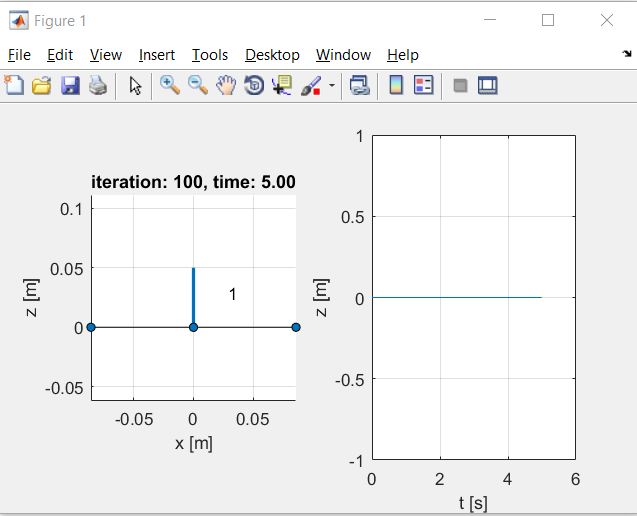 Figure 1
File Edit View Insert Tools Desktop Window Help
iteration: 100, time: 5.00
0.1
0.05
0
-0.05
z [m]
1
-0.05 0 0.05
x [m]
1
0.5
0
-0.5
-1
z [m]
0 2 4 6
t [s]